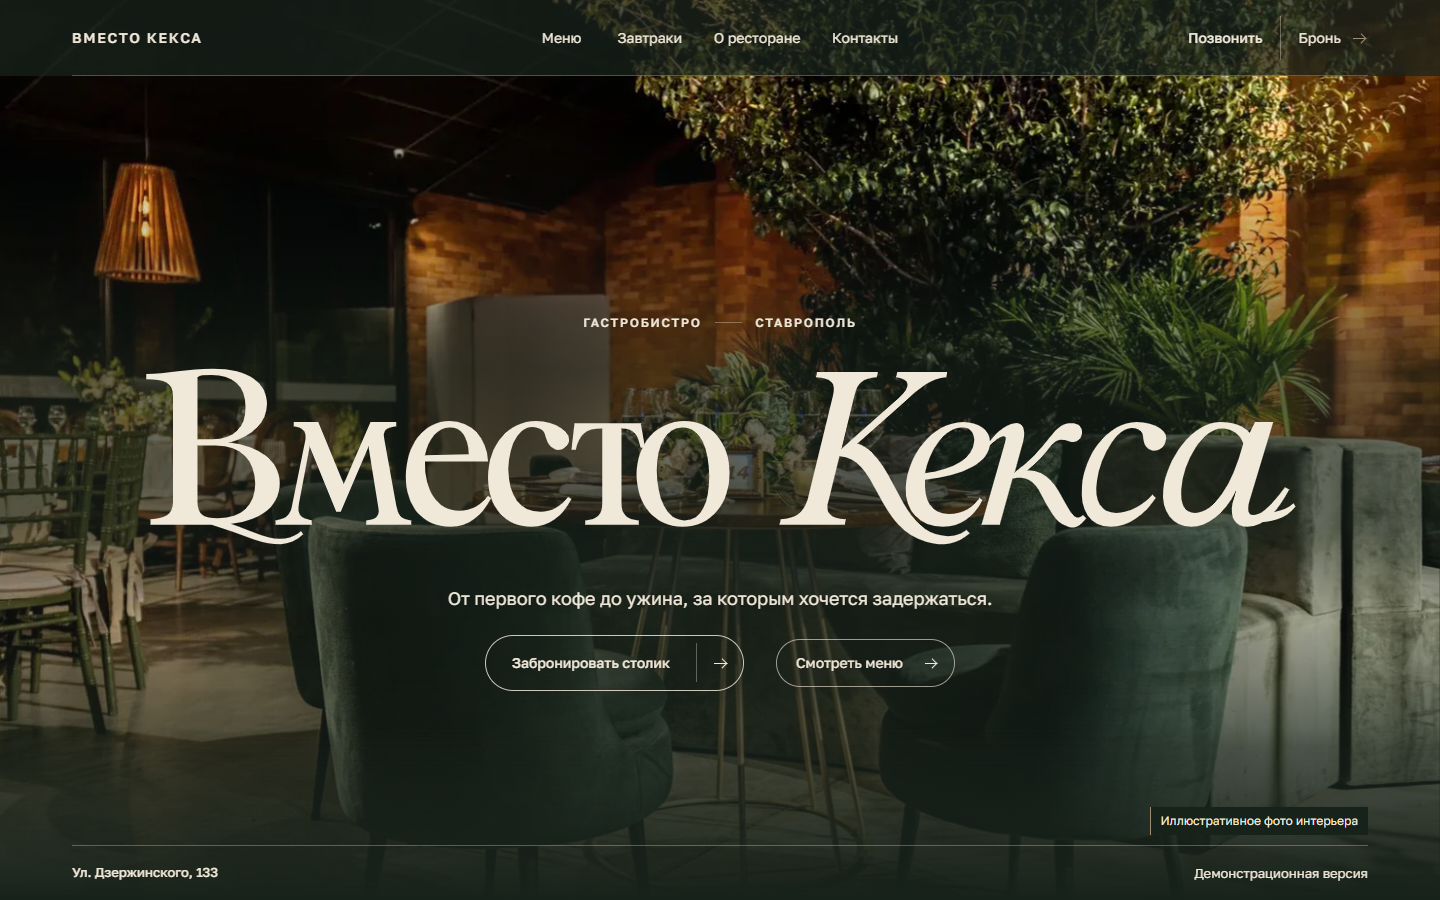 ВМЕСТО КЕКСА
Меню Завтраки О ресторане Контакты
Позвонить Бронь →
ГАСТРОБИСТРО — СТАВРОПОЛЬ
Вместо Кекса
От первого кофе до ужина, за которым хочется задержаться.
Забронировать столик →
Смотреть меню →
Иллюстративное фото интерьера
Ул. Дзержинского, 133
Демонстрационная версия